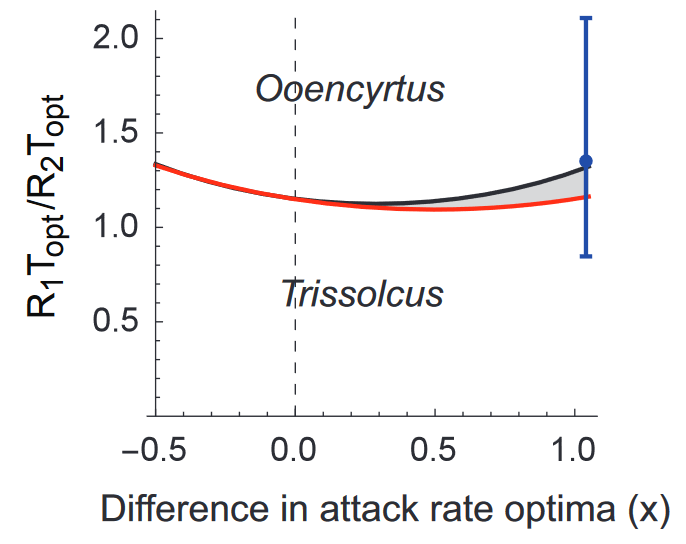 R₁Tₒₚₜ/R₂Tₒₚₜ
2.0
1.5
1.0
0.5
Ooencyrtus
Trissolcus
−0.5
0.0
0.5
1.0
Difference in attack rate optima (x)